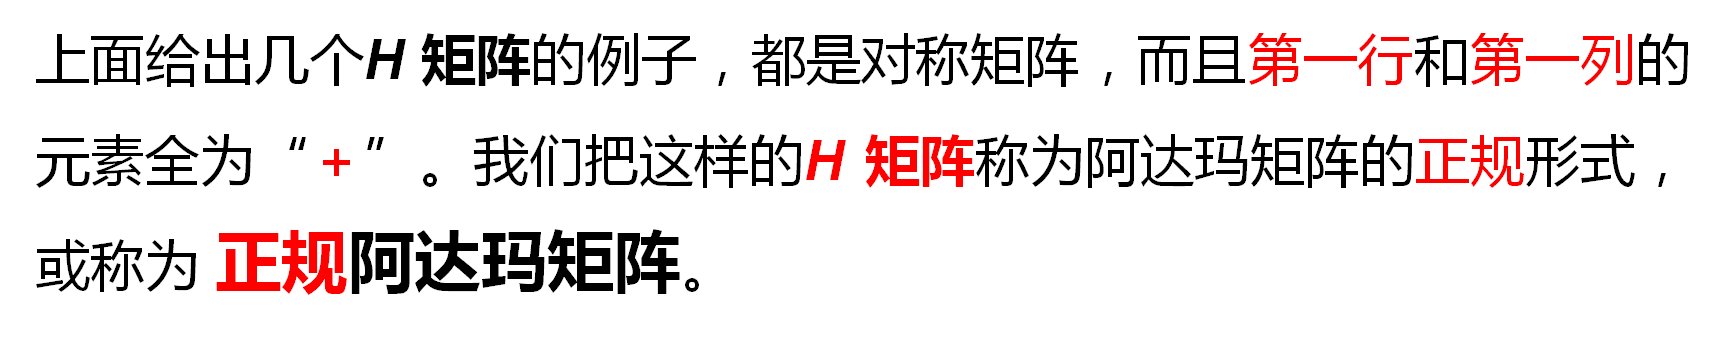 上面给出几个H 矩阵的例子，都是对称矩阵，而且第一行和第一列的
元素全为“+”。我们把这样的H 矩阵称为阿达玛矩阵的正规形式，
或称为 正规阿达玛矩阵。